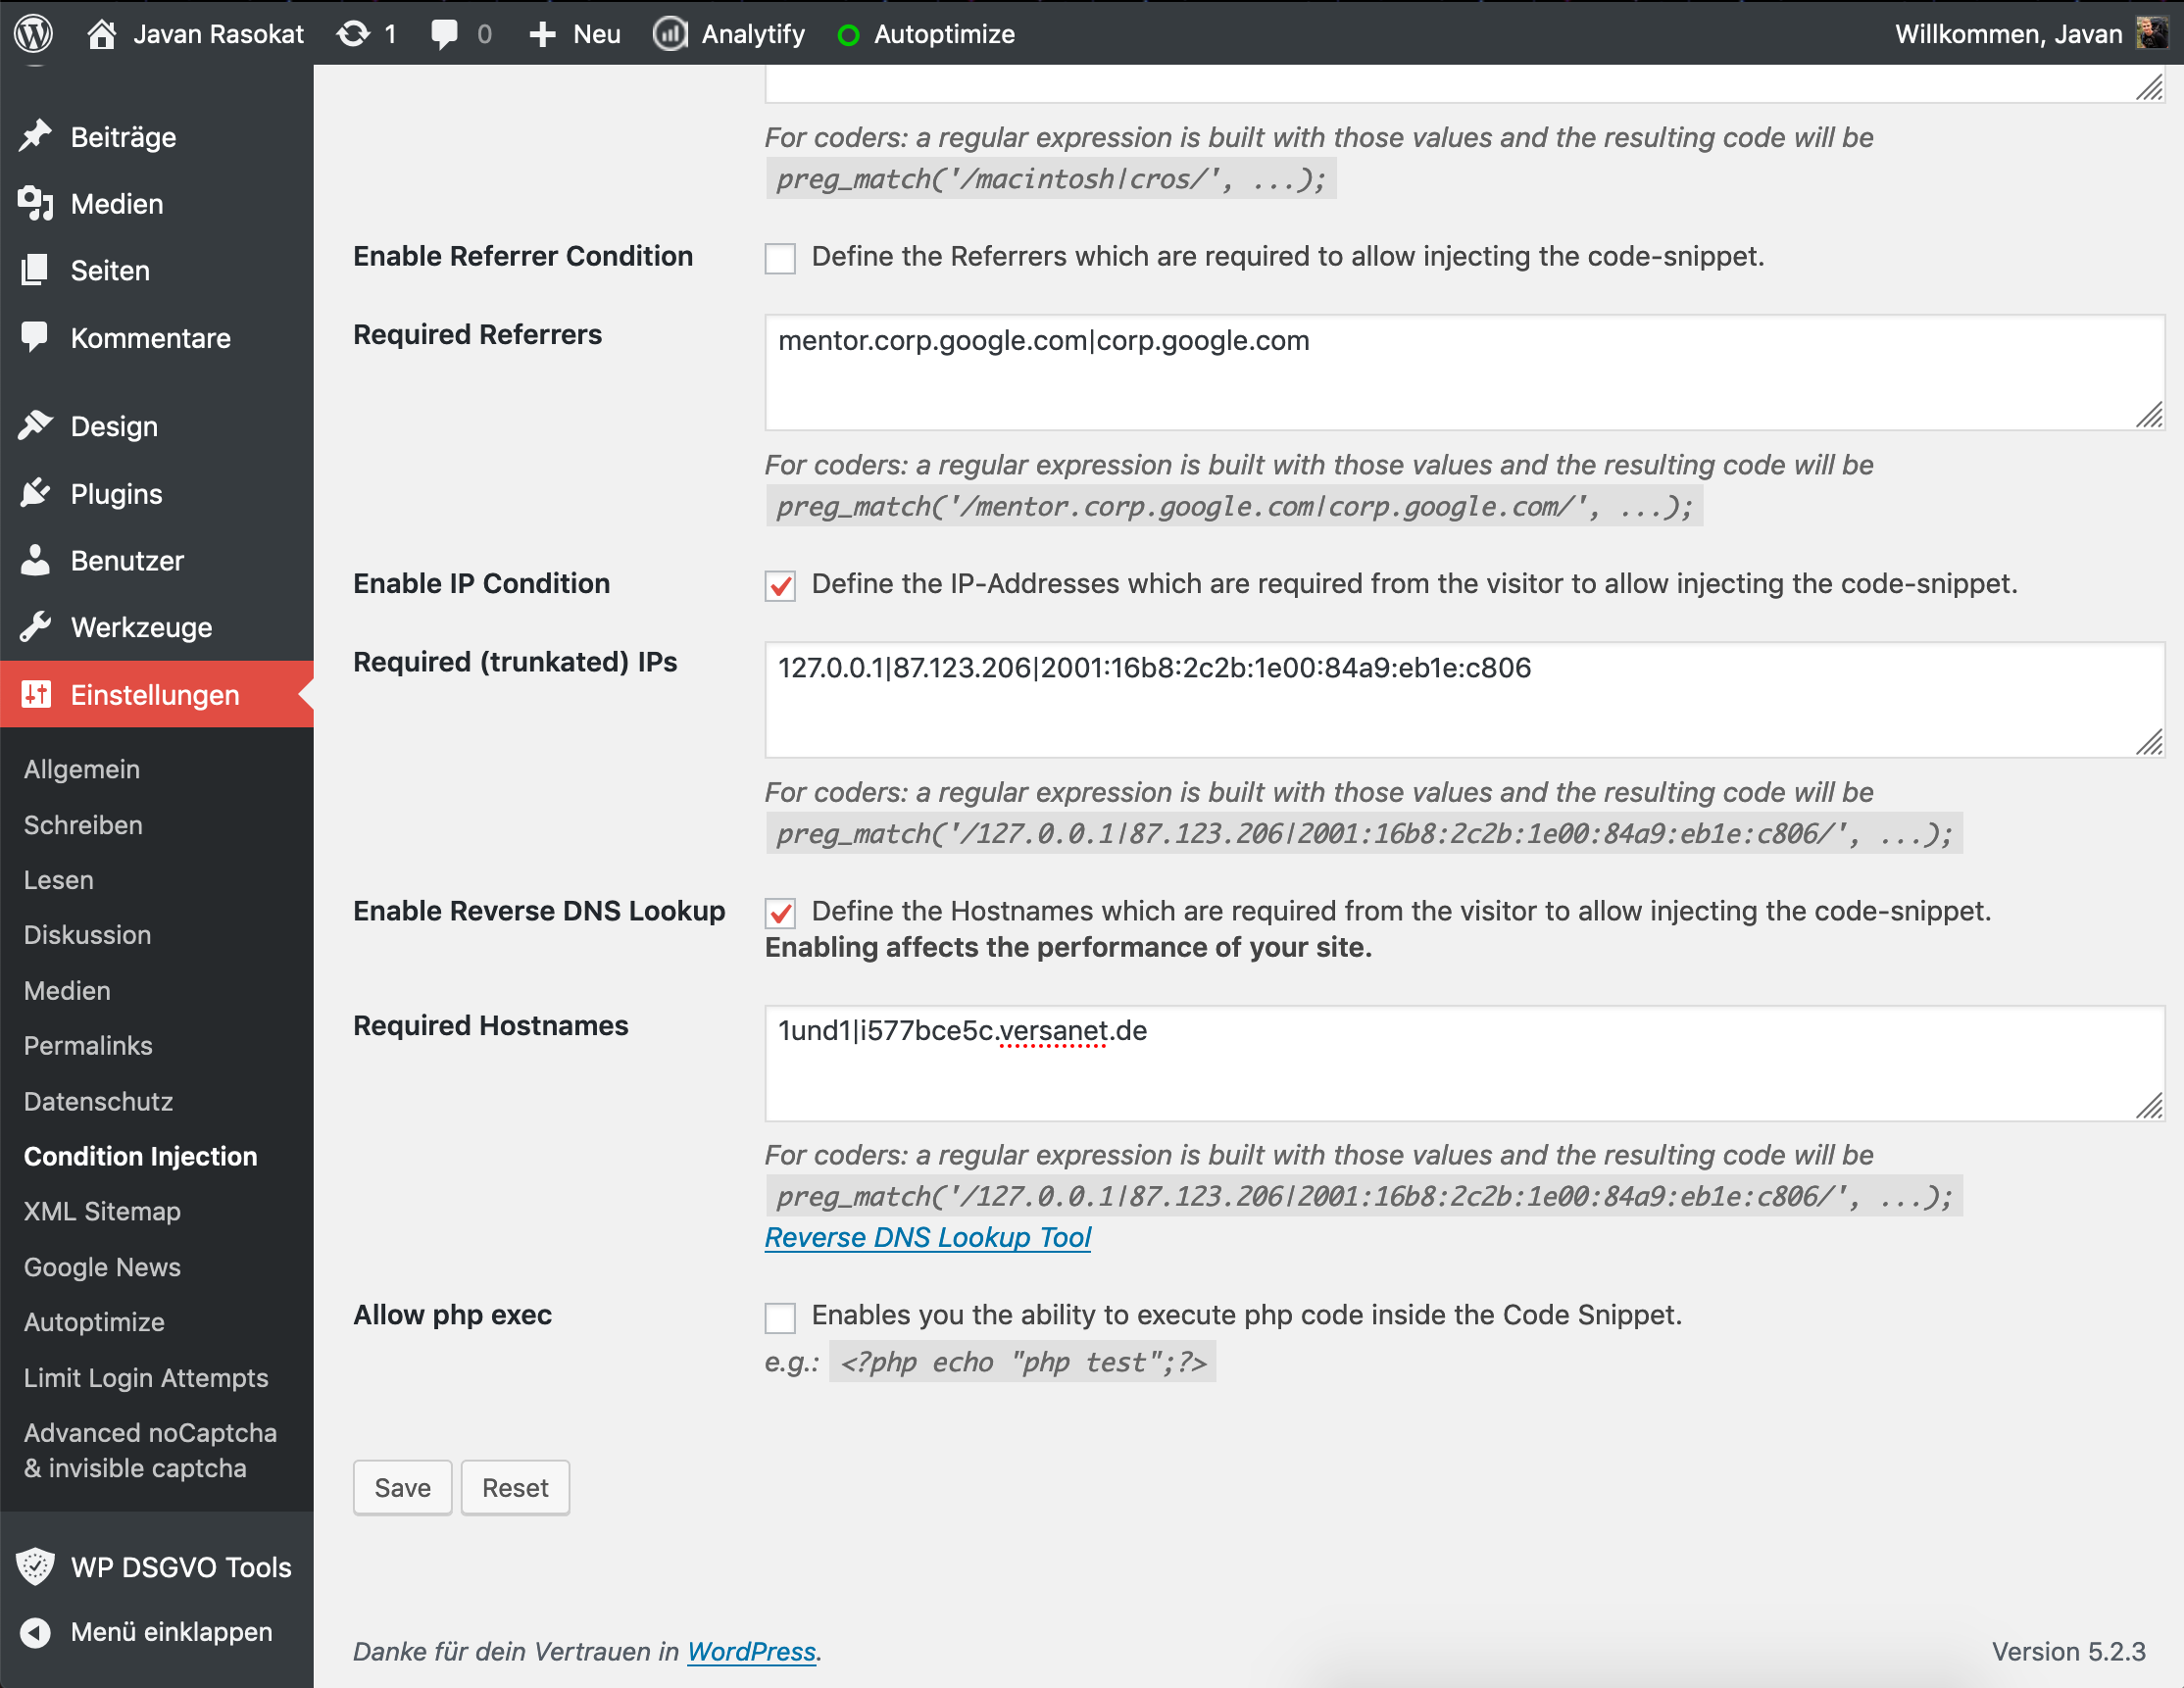 Javan Rasokat 1 0 Neu Analytify Autoptimize Willkommen, Javan
Beiträge
Medien
Seiten
Kommentare
Design
Plugins
Benutzer
Werkzeuge
Einstellungen
Allgemein
Schreiben
Lesen
Diskussion
Medien
Permalinks
Datenschutz
Condition Injection
XML Sitemap
Google News
Autoptimize
Limit Login Attempts
Advanced noCaptcha
& invisible captcha
WP DSGVO Tools
Menü einklappen
For coders: a regular expression is built with those values and the resulting code will be
preg_match('/macintosh|cros/', ...);
Enable Referrer Condition
Define the Referrers which are required to allow injecting the code-snippet.
Required Referrers
mentor.corp.google.com|corp.google.com
For coders: a regular expression is built with those values and the resulting code will be
preg_match('/mentor.corp.google.com|corp.google.com/', ...);
Enable IP Condition
Define the IP-Addresses which are required from the visitor to allow injecting the code-snippet.
Required (trunkated) IPs
127.0.0.1|87.123.206|2001:16b8:2c2b:1e00:84a9:eb1e:c806
For coders: a regular expression is built with those values and the resulting code will be
preg_match('/127.0.0.1|87.123.206|2001:16b8:2c2b:1e00:84a9:eb1e:c806/', ...);
Enable Reverse DNS Lookup
Define the Hostnames which are required from the visitor to allow injecting the code-snippet.
Enabling affects the performance of your site.
Required Hostnames
1und1|i577bce5c.versanet.de
For coders: a regular expression is built with those values and the resulting code will be
preg_match('/127.0.0.1|87.123.206|2001:16b8:2c2b:1e00:84a9:eb1e:c806/', ...);
Reverse DNS Lookup Tool
Allow php exec
Enables you the ability to execute php code inside the Code Snippet.
e.g.: <?php echo "php test";?>
Save Reset
Danke für dein Vertrauen in WordPress.
Version 5.2.3